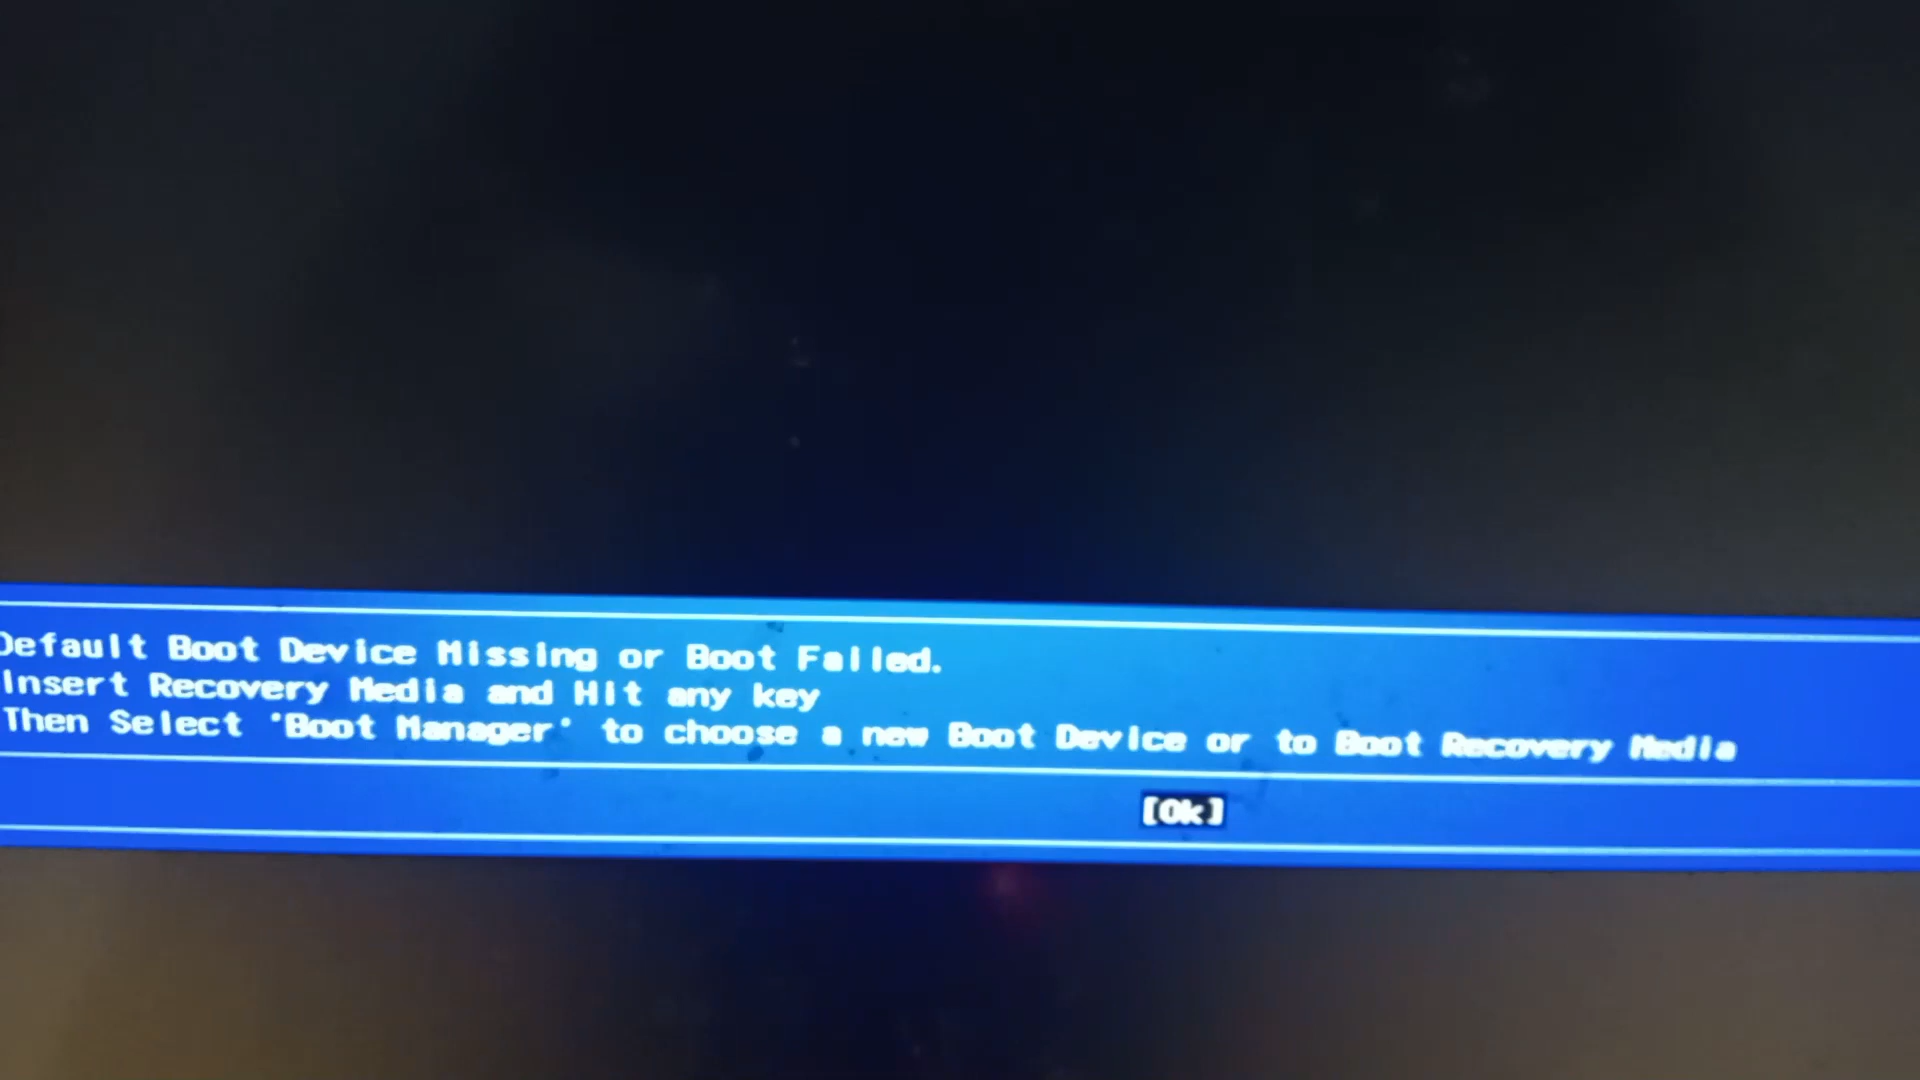 Default Boot Device Missing or Boot Failed.
Insert Recovery Media and Hit any key
Then Select 'Boot Manager' to choose a new Boot Device or to Boot Recovery Media
[Ok]